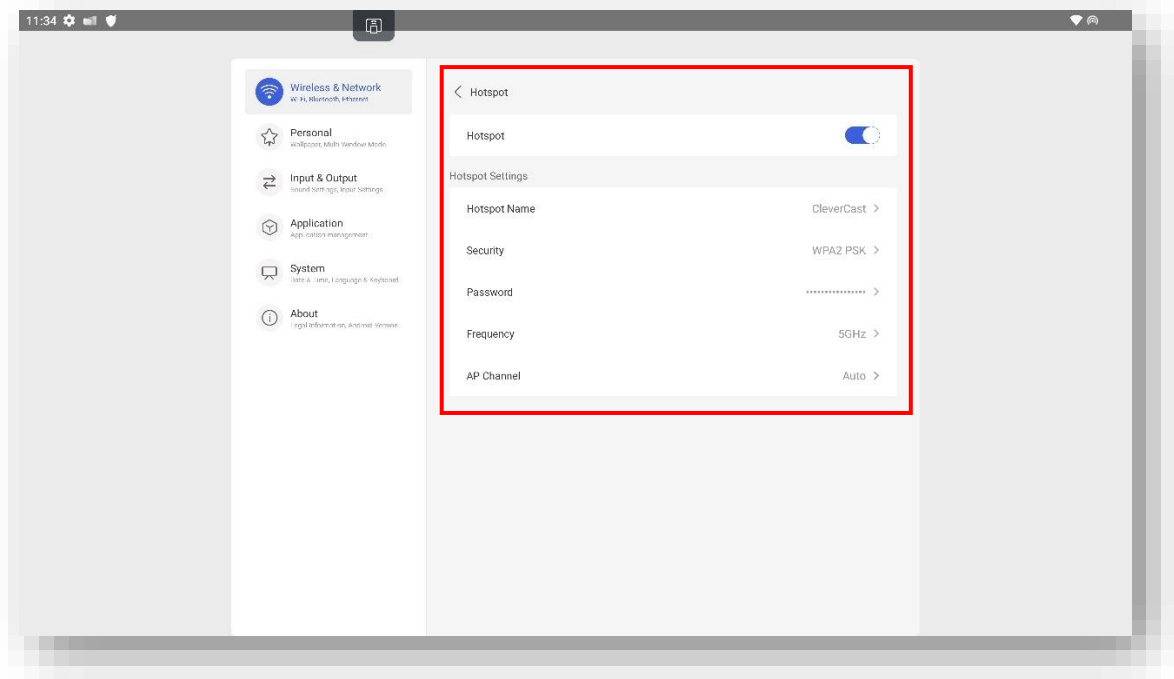 11:34
Wireless & Network
Wi-Fi, Bluetooth, Ethernet
Personal
Wallpaper, Multi Window Mode
Input & Output
Sound Settings, Input Settings
Application
Application management
System
Date & Time, Language & Keyboard
About
Legal Information, Android Version
Hotspot
Hotspot
Hotspot Settings
Hotspot Name CleverCast
Security WPA2 PSK
Password ••••••••••••••••
Frequency 5GHz
AP Channel Auto